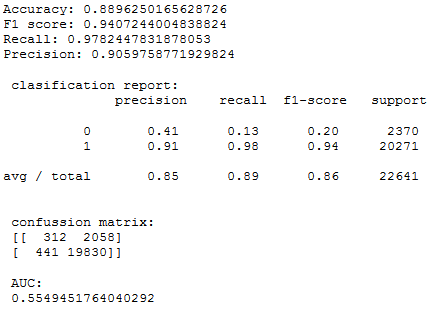 Accuracy: 0.8896250165628726
F1 score: 0.9407244004838824
Recall: 0.9782447831878053
Precision: 0.9059758771929824
clasification report:
precision recall f1-score support
0 0.41 0.13 0.20 2370
1 0.91 0.98 0.94 20271
avg / total 0.85 0.89 0.86 22641
confussion matrix:
[[ 312 2058]
[ 441 19830]]
AUC:
0.5549451764040292